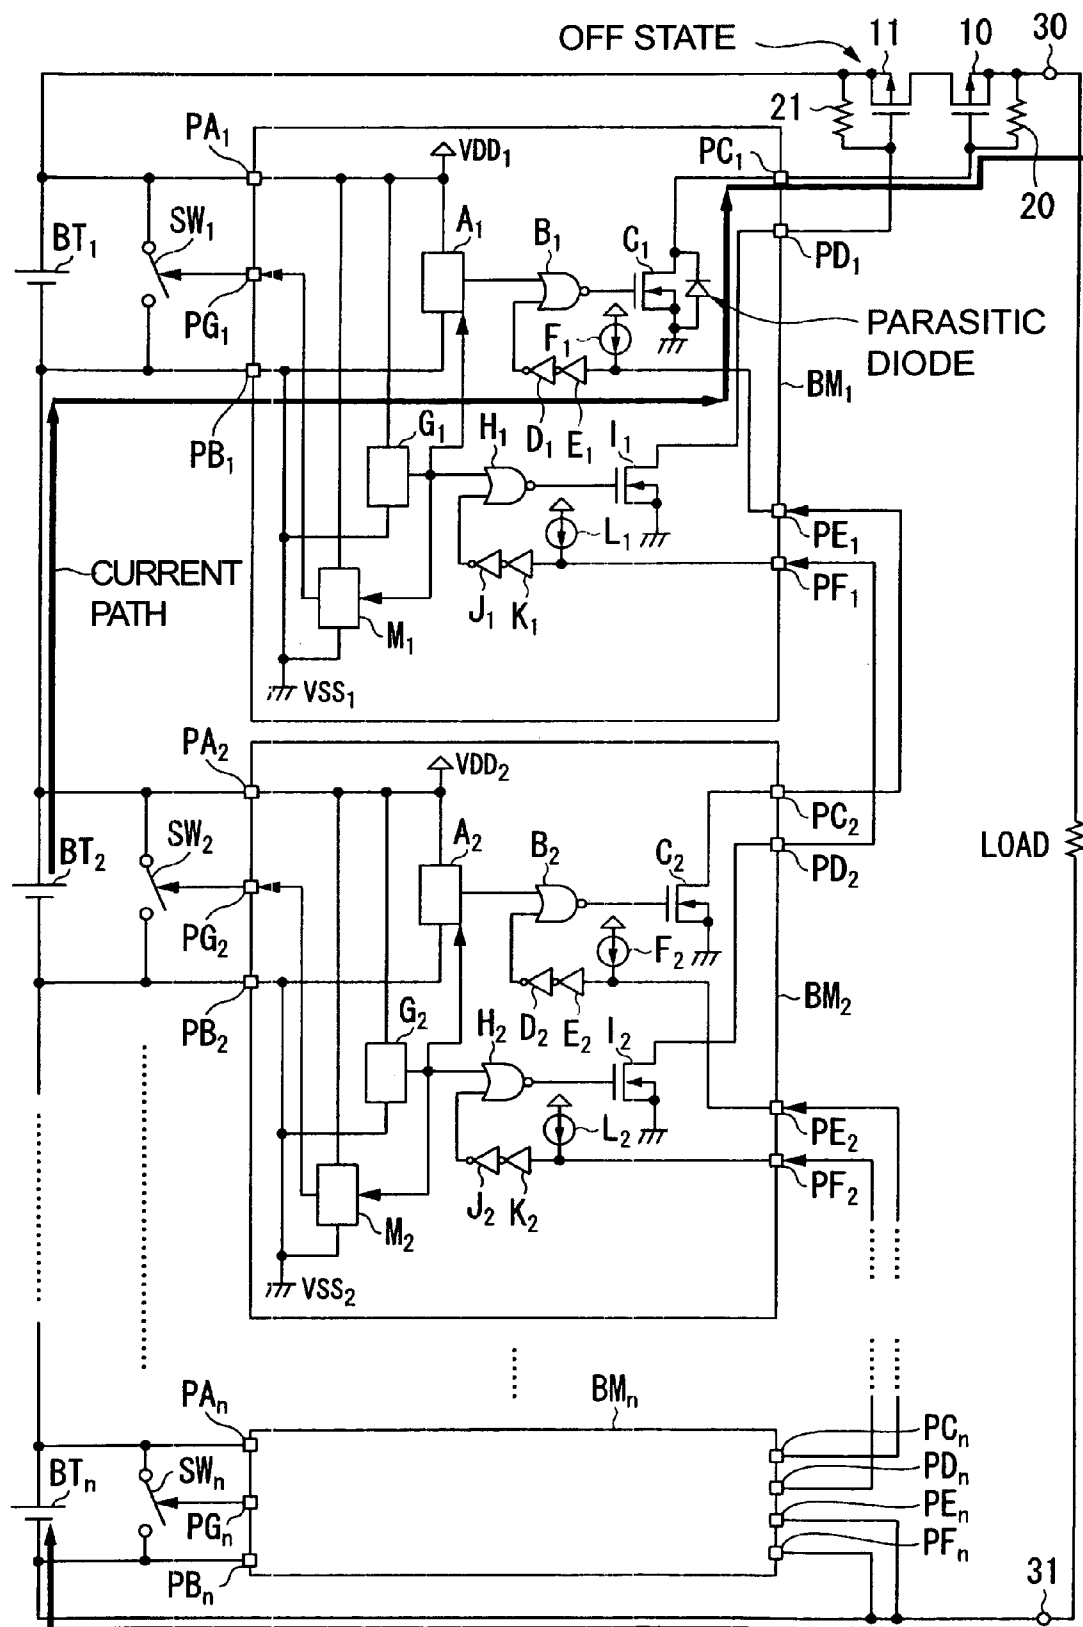 OFF STATE
11
10
30
21
20
PA1
VDD1
PC1
SW1
A1
B1
C1
PD1
BT1
PG1
F1
PARASITIC
DIODE
PB1
D1
E1
BM1
G1
H1
I1
L1
PE1
CURRENT
PATH
J1
K1
PF1
M1
VSS1
PA2
VDD2
PC2
SW2
A2
B2
C2
LOAD
BT2
PD2
PG2
F2
PB2
G2
D2
E2
BM2
H2
I2
L2
PE2
J2
K2
PF2
M2
VSS2
PAn
BMn
PCn
BTn
SWn
PDn
PGn
PEn
PFn
PBn
31